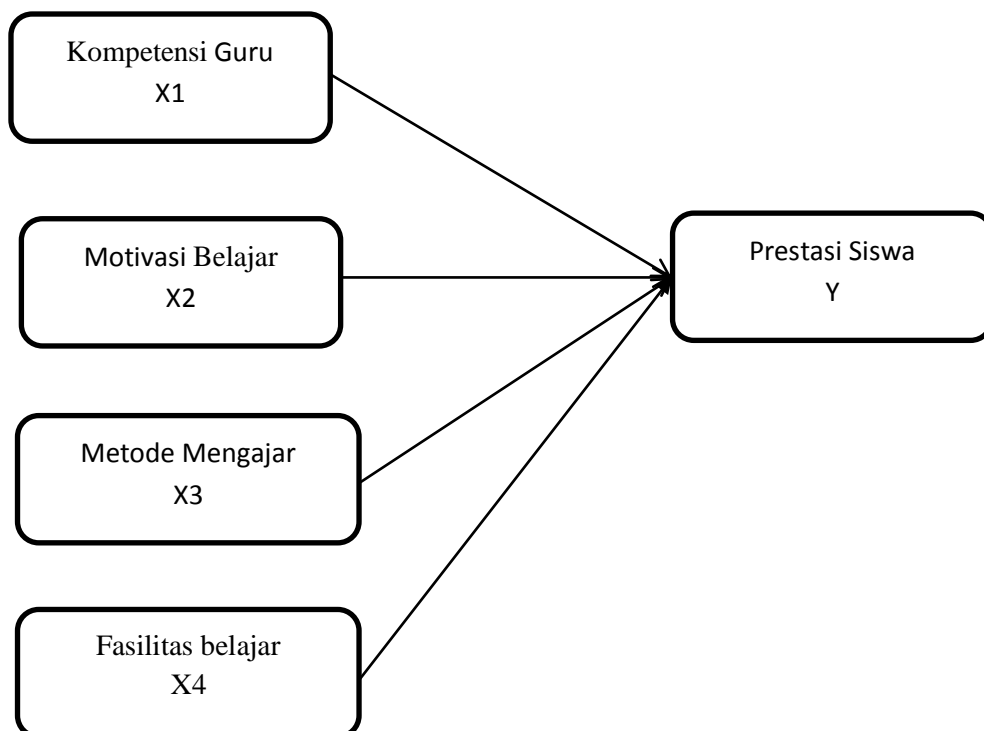 Kompetensi Guru
X1
Motivasi Belajar
X2
Prestasi Siswa
Y
Metode Mengajar
X3
Fasilitas belajar
X4